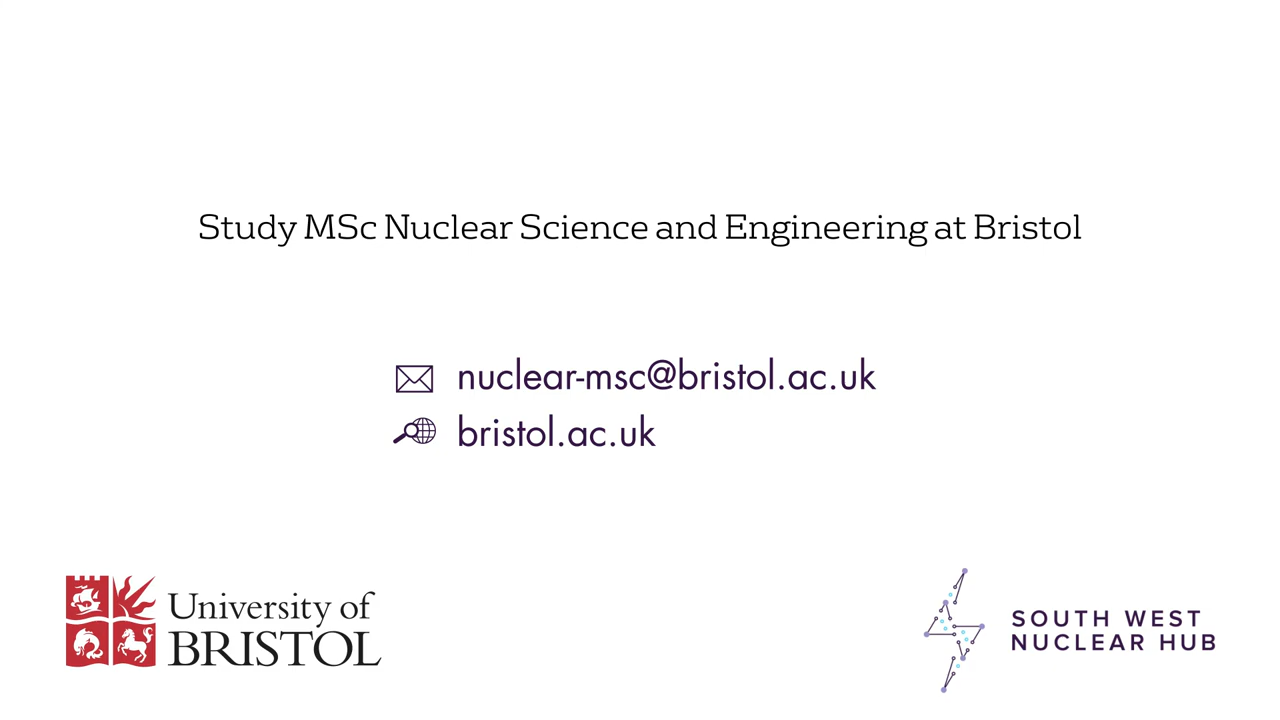 Study MSc Nuclear Science and Engineering at Bristol
nuclear-msc@bristol.ac.uk
bristol.ac.uk
University of
BRISTOL
SOUTH WEST
NUCLEAR HUB